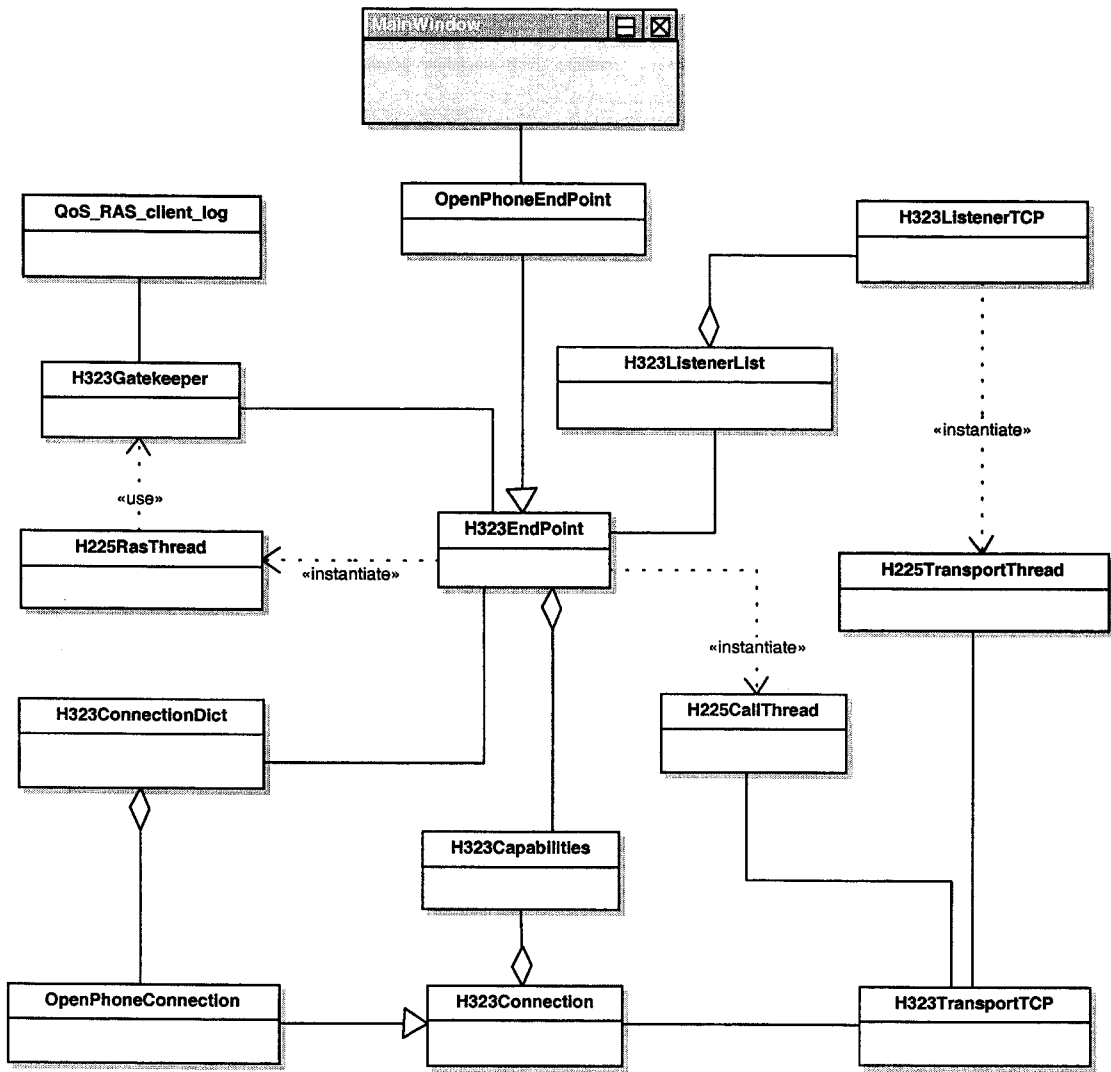 MainWindow
OpenPhoneEndPoint
QoS_RAS_client_log
H323ListenerTCP
H323ListenerList
H323Gatekeeper
«instantiate»
«use»
H323EndPoint
H225RasThread
«instantiate»
H225TransportThread
«instantiate»
H323ConnectionDict
H225CallThread
H323Capabilities
OpenPhoneConnection
H323Connection
H323TransportTCP